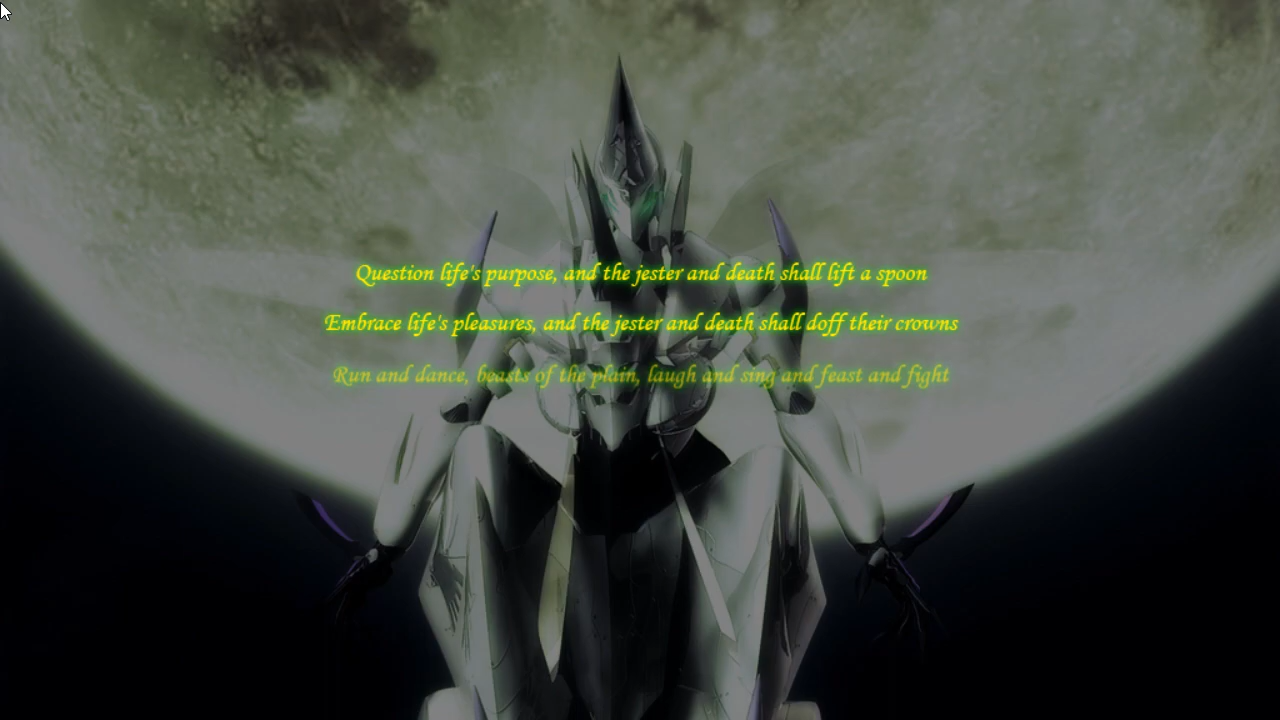 Question life's purpose, and the jester and death shall lift a spoon
Embrace life's pleasures, and the jester and death shall doff their crowns
Run and dance, beasts of the plain, laugh and sing and feast and fight